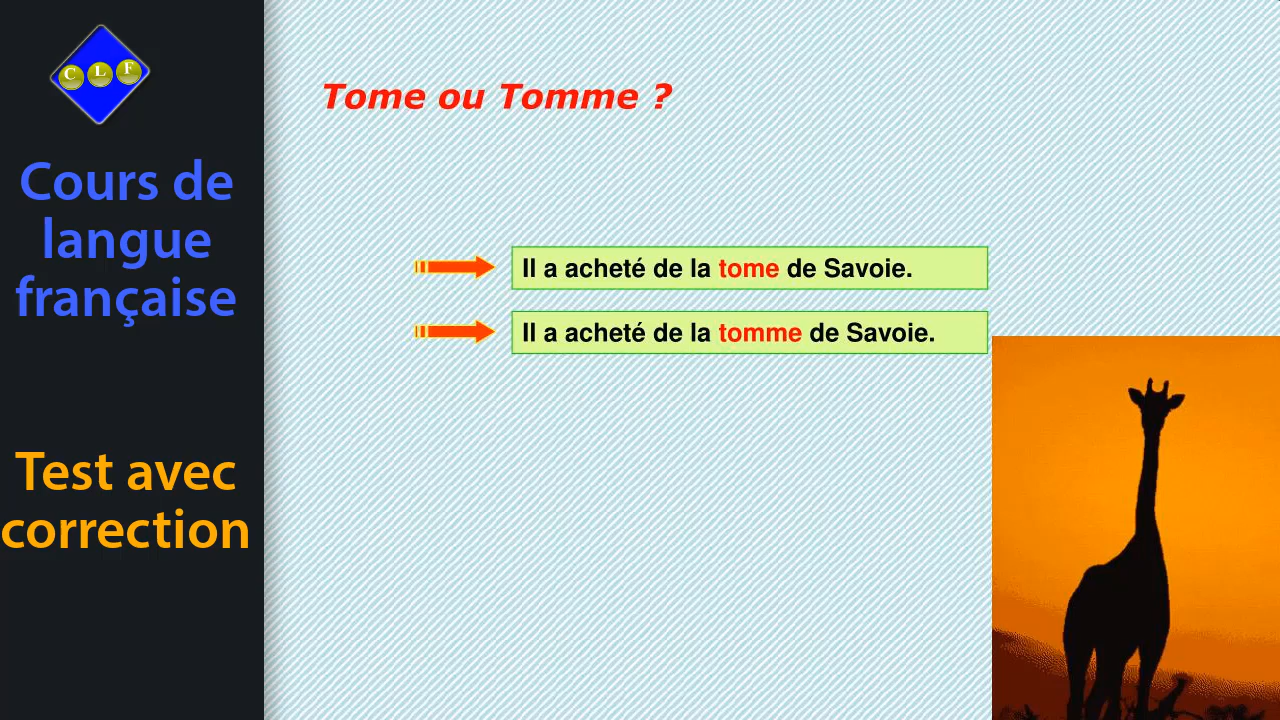 C L F
Cours de
langue
française
Test avec
correction
Tome ou Tomme ?
Il a acheté de la tome de Savoie.
Il a acheté de la tomme de Savoie.